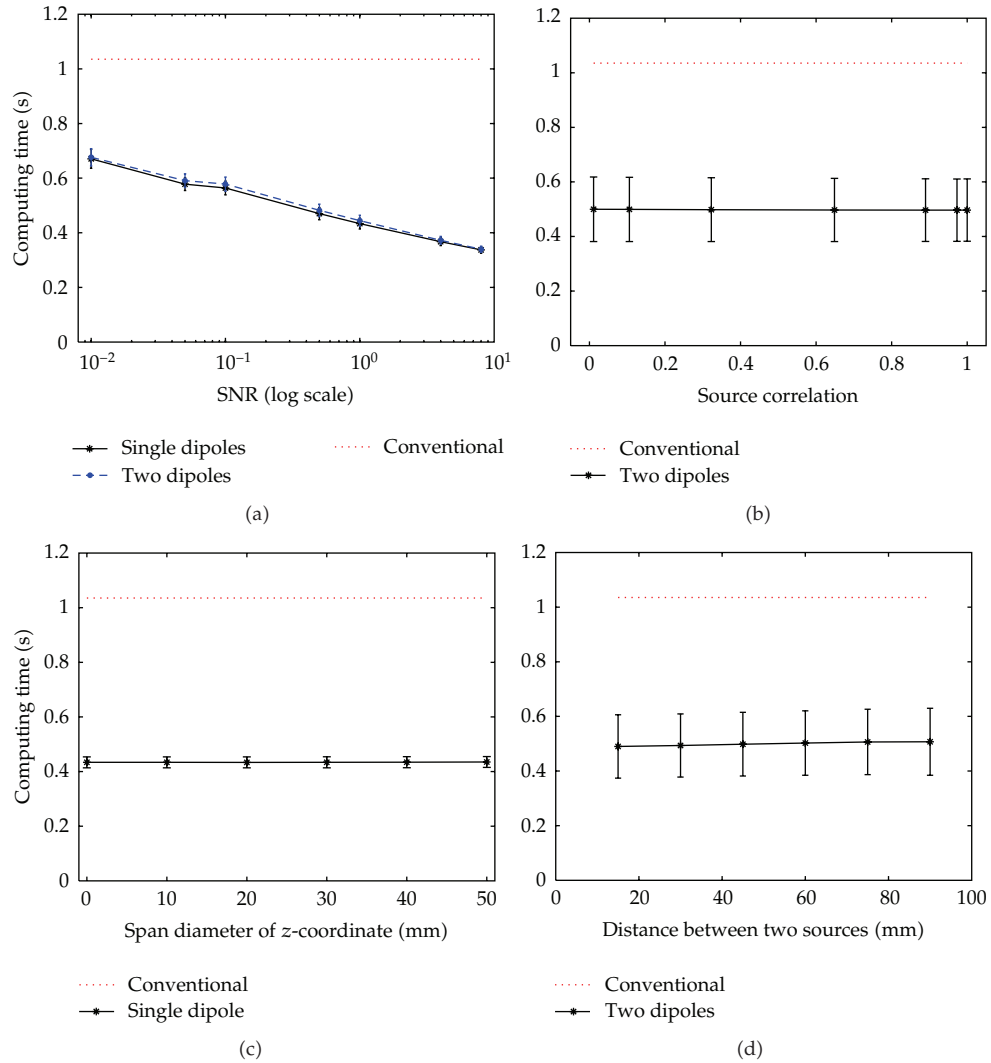 1.2
1
0.8
0.6
0.4
0.2
0
Computing time (s)
10−2
10−1
100
101
SNR (log scale)
Single dipoles
Two dipoles
Conventional
(a)
1.2
1
0.8
0.6
0.4
0.2
0
0 0.2 0.4 0.6 0.8 1
Source correlation
Conventional
Two dipoles
(b)
1.2
1
0.8
0.6
0.4
0.2
0
Computing time (s)
0 10 20 30 40 50
Span diameter of z-coordinate (mm)
Conventional
Single dipole
(c)
1.2
1
0.8
0.6
0.4
0.2
0
0 20 40 60 80 100
Distance between two sources (mm)
Conventional
Two dipoles
(d)